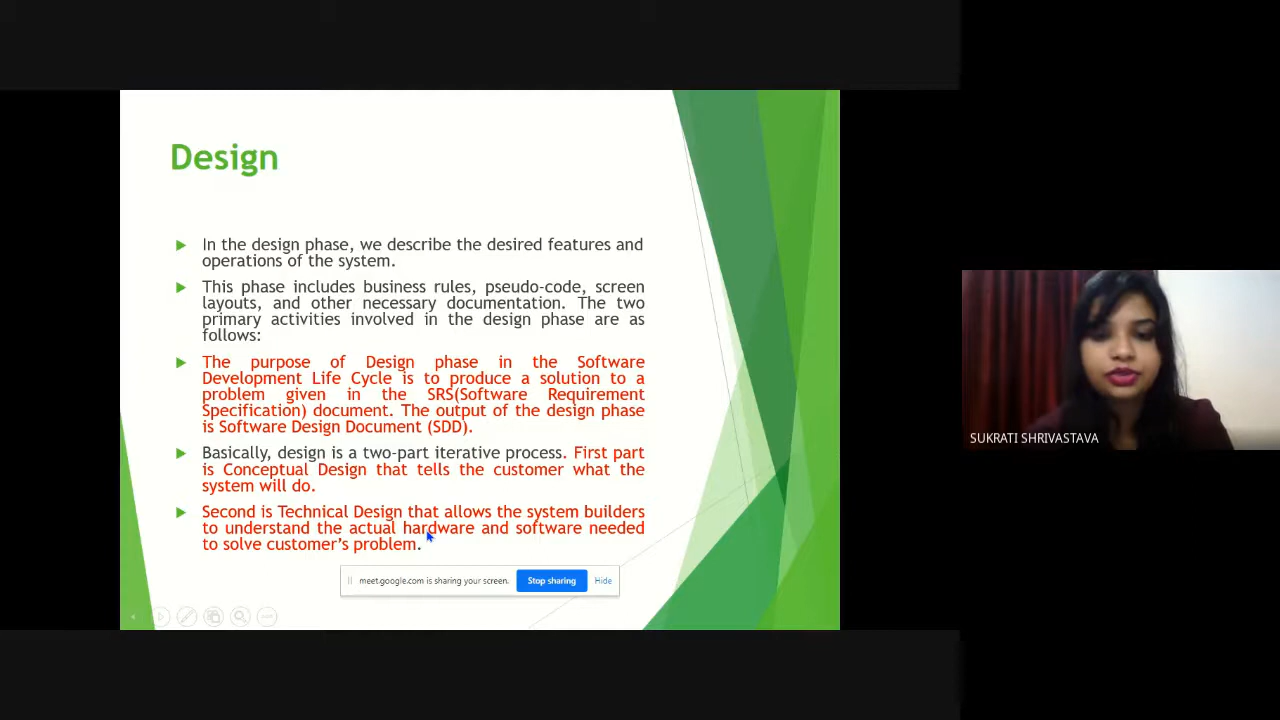 Design
In the design phase, we describe the desired features and
operations of the system.
This phase includes business rules, pseudo-code, screen
layouts, and other necessary documentation. The two
primary activities involved in the design phase are as
follows:
The purpose of Design phase in the Software
Development Life Cycle is to produce a solution to a
problem given in the SRS(Software Requirement
Specification) document. The output of the design phase
is Software Design Document (SDD).
Basically, design is a two-part iterative process. First part
is Conceptual Design that tells the customer what the
system will do.
Second is Technical Design that allows the system builders
to understand the actual hardware and software needed
to solve customer's problem.
meet.google.com is sharing your screen.
Stop sharing
Hide
SUKRATI SHRIVASTAVA